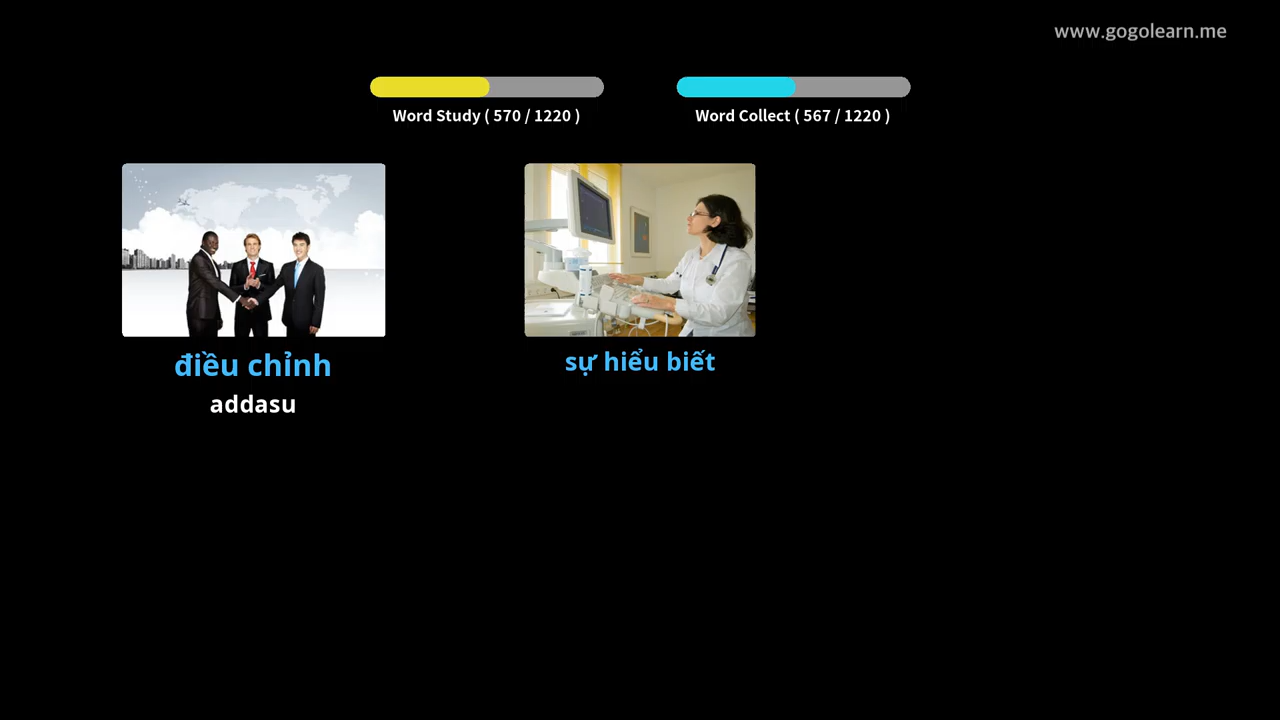 www.gogolearn.me
Word Study ( 570 / 1220 )
Word Collect ( 567 / 1220 )
điều chỉnh
addasu
sự hiểu biết